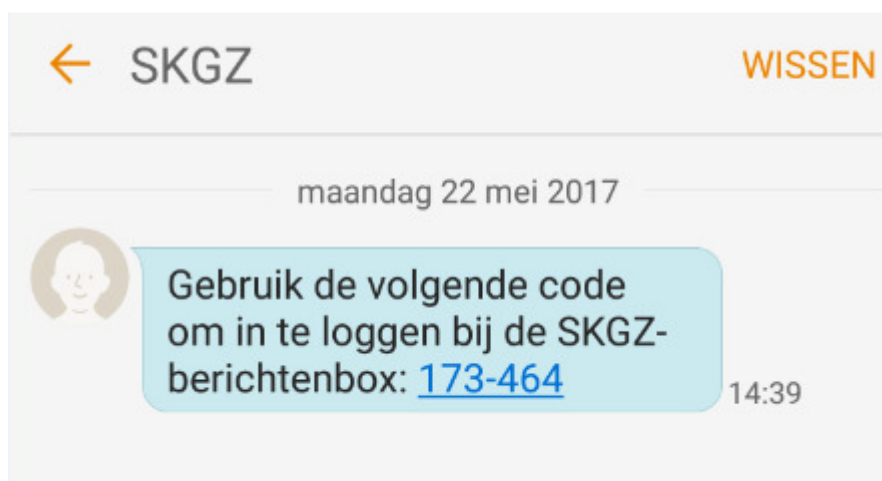 SKGZ
WISSEN
maandag 22 mei 2017
Gebruik de volgende code
om in te loggen bij de SKGZ-
berichtenbox: 173-464
14:39